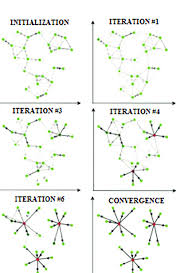 INITIALIZATION
ITERATION #1
ITERATION #3
ITERATION #4
ITERATION #6
CONVERGENCE